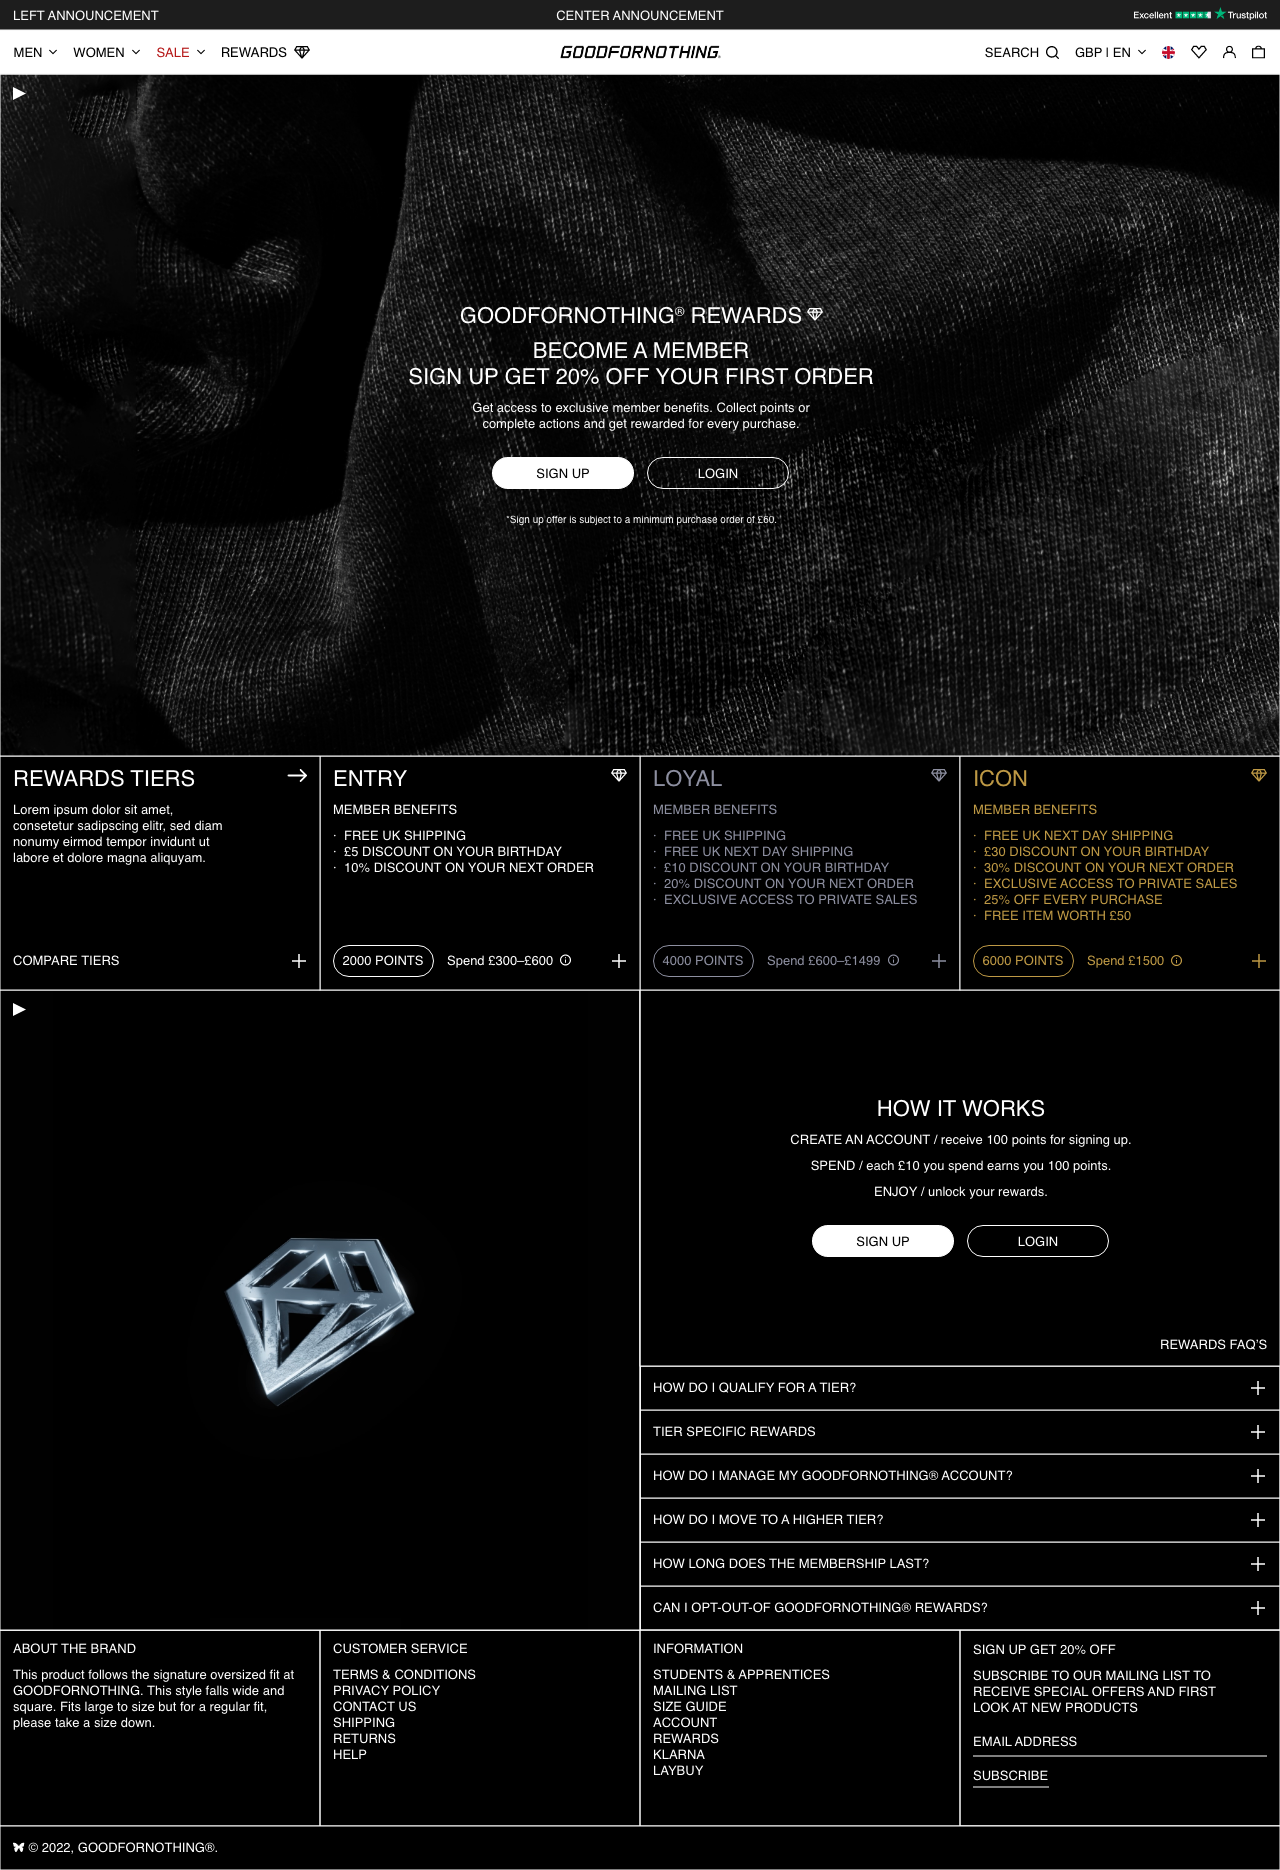 LEFT ANNOUNCEMENT
CENTER ANNOUNCEMENT
Excellent Trustpilot
MEN WOMEN SALE REWARDS
GOODFORNOTHING
SEARCH GBP | EN
GOODFORNOTHING® REWARDS
BECOME A MEMBER
SIGN UP GET 20% OFF YOUR FIRST ORDER
Get access to exclusive member benefits. Collect points or
complete actions and get rewarded for every purchase.
SIGN UP
LOGIN
*Sign up offer is subject to a minimum purchase order of £60.
REWARDS TIERS
Lorem ipsum dolor sit amet,
consetetur sadipscing elitr, sed diam
nonumy eirmod tempor invidunt ut
labore et dolore magna aliquyam.
COMPARE TIERS
ENTRY
MEMBER BENEFITS
· FREE UK SHIPPING
· £5 DISCOUNT ON YOUR BIRTHDAY
· 10% DISCOUNT ON YOUR NEXT ORDER
2000 POINTS Spend £300–£600
LOYAL
MEMBER BENEFITS
· FREE UK SHIPPING
· FREE UK NEXT DAY SHIPPING
· £10 DISCOUNT ON YOUR BIRTHDAY
· 20% DISCOUNT ON YOUR NEXT ORDER
· EXCLUSIVE ACCESS TO PRIVATE SALES
4000 POINTS Spend £600–£1499
ICON
MEMBER BENEFITS
· FREE UK NEXT DAY SHIPPING
· £30 DISCOUNT ON YOUR BIRTHDAY
· 30% DISCOUNT ON YOUR NEXT ORDER
· EXCLUSIVE ACCESS TO PRIVATE SALES
· 25% OFF EVERY PURCHASE
· FREE ITEM WORTH £50
6000 POINTS Spend £1500
HOW IT WORKS
CREATE AN ACCOUNT / receive 100 points for signing up.
SPEND / each £10 you spend earns you 100 points.
ENJOY / unlock your rewards.
SIGN UP
LOGIN
REWARDS FAQ'S
HOW DO I QUALIFY FOR A TIER?
TIER SPECIFIC REWARDS
HOW DO I MANAGE MY GOODFORNOTHING® ACCOUNT?
HOW DO I MOVE TO A HIGHER TIER?
HOW LONG DOES THE MEMBERSHIP LAST?
CAN I OPT-OUT-OF GOODFORNOTHING® REWARDS?
ABOUT THE BRAND
This product follows the signature oversized fit at
GOODFORNOTHING. This style falls wide and
square. Fits large to size but for a regular fit,
please take a size down.
CUSTOMER SERVICE
TERMS & CONDITIONS
PRIVACY POLICY
CONTACT US
SHIPPING
RETURNS
HELP
INFORMATION
STUDENTS & APPRENTICES
MAILING LIST
SIZE GUIDE
ACCOUNT
REWARDS
KLARNA
LAYBUY
SIGN UP GET 20% OFF
SUBSCRIBE TO OUR MAILING LIST TO
RECEIVE SPECIAL OFFERS AND FIRST
LOOK AT NEW PRODUCTS
EMAIL ADDRESS
SUBSCRIBE
© 2022, GOODFORNOTHING®.